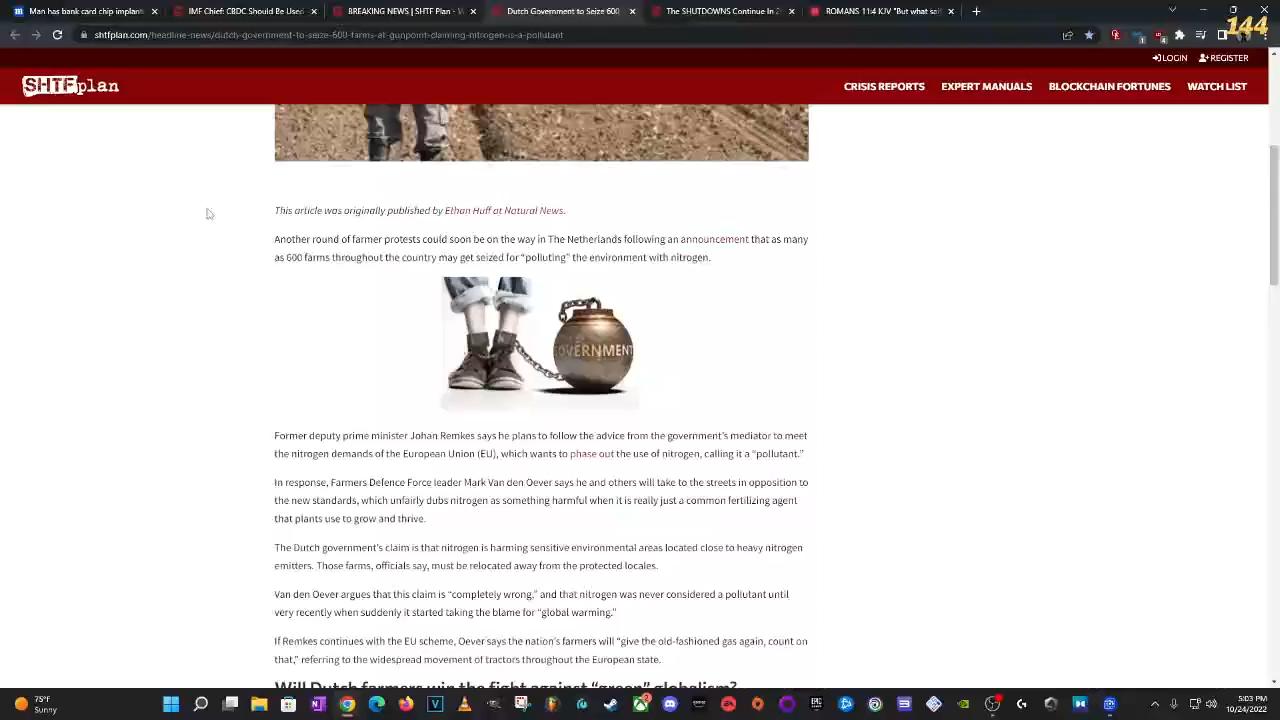 Man has bank card chip implant
IMF Chief: CBDC Should Be Use
BREAKING NEWS | SHTF Plan -
Dutch Government to Seize 600
The SHUTDOWNS Continue In
ROMANS 11:4 KJV "But what sai
144
shtfplan.com/headline-news/dutch-government-to-seize-600-farms-at-gunpoint-claiming-nitrogen-is-a-pollutant
LOGIN REGISTER
SHTFplan
CRISIS REPORTS EXPERT MANUALS BLOCKCHAIN FORTUNES WATCH LIST
This article was originally published by Ethan Huff at Natural News.
Another round of farmer protests could soon be on the way in The Netherlands following an announcement that as many
as 600 farms throughout the country may get seized for “polluting” the environment with nitrogen.
GOVERNMENT
Former deputy prime minister Johan Remkes says he plans to follow the advice from the government’s mediator to meet
the nitrogen demands of the European Union (EU), which wants to phase out the use of nitrogen, calling it a “pollutant.”
In response, Farmers Defence Force leader Mark Van den Oever says he and others will take to the streets in opposition to
the new standards, which unfairly dubs nitrogen as something harmful when it is really just a common fertilizing agent
that plants use to grow and thrive.
The Dutch government’s claim is that nitrogen is harming sensitive environmental areas located close to heavy nitrogen
emitters. Those farms, officials say, must be relocated away from the protected locales.
Van den Oever argues that this claim is “completely wrong,” and that nitrogen was never considered a pollutant until
very recently when suddenly it started taking the blame for “global warming.”
If Remkes continues with the EU scheme, Oever says the nation’s farmers will “give the old-fashioned gas again, count on
that,” referring to the widespread movement of tractors throughout the European state.
Will Dutch farmers win the fight against “green” globalism?
79°F
Sunny
5:03 PM
10/24/2022